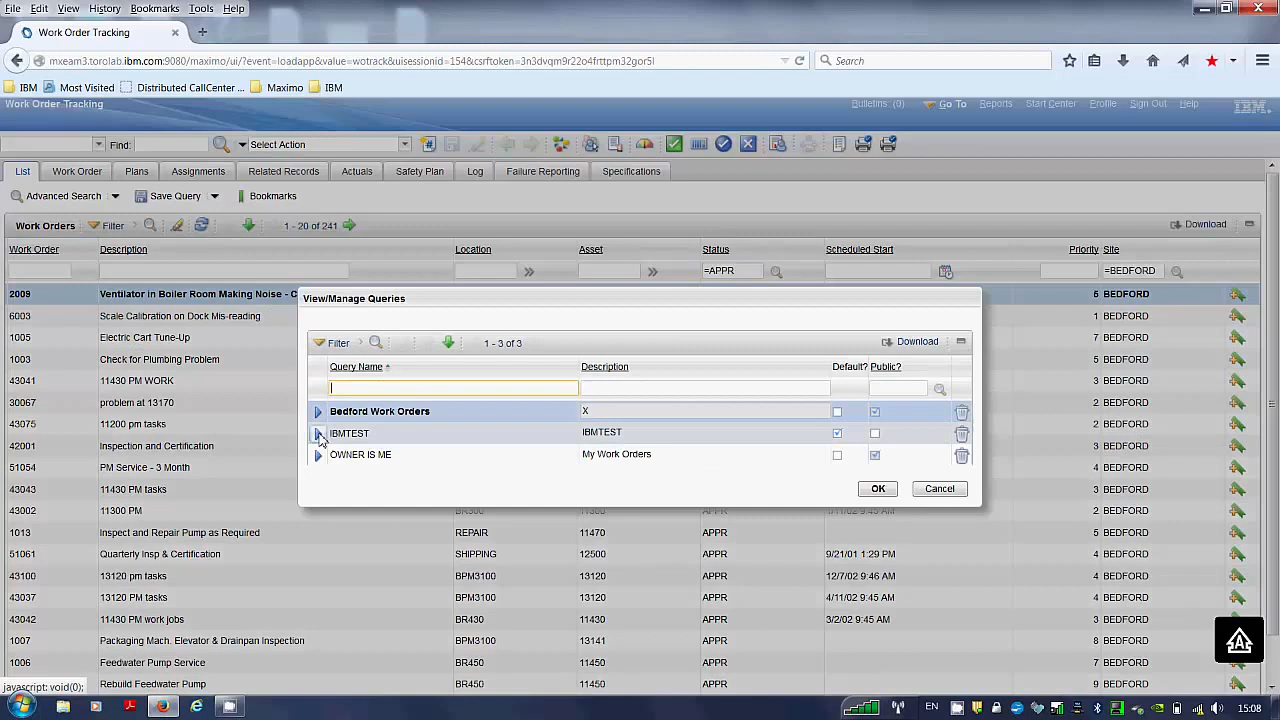 File Edit View History Bookmarks Tools Help
Work Order Tracking
mxeam3.torolab.ibm.com:9080/maximo/ui/?event=loadapp&value=wotrack&uisessionid=154&csrftoken=3n3dvqm9r22o4frttpm32gor5l
Search
IBM Most Visited Distributed CallCenter ... Maximo IBM
Work Order Tracking Bulletins: (0) Go To Reports Start Center Profile Sign Out Help IBM
Find: Select Action
List Work Order Plans Assignments Related Records Actuals Safety Plan Log Failure Reporting Specifications
Advanced Search Save Query Bookmarks
Work Orders Filter 1 - 20 of 241 Download
Work Order Description Location Asset Status Scheduled Start Priority Site
=APPR =BEDFORD
2009 Ventilator in Boiler Room Making Noise - C 5 BEDFORD
6003 Scale Calibration on Dock Mis-reading 1 BEDFORD
1005 Electric Cart Tune-Up 7 BEDFORD
1003 Check for Plumbing Problem 5 BEDFORD
43041 11430 PM WORK 3 BEDFORD
30067 problem at 13170 3 BEDFORD
43075 11200 pm tasks 2 BEDFORD
42001 Inspection and Certification 3 BEDFORD
51054 PM Service - 3 Month 4 BEDFORD
43043 11430 PM tasks 3 BEDFORD
43002 11300 PM BR300 11300 APPR 9:45 AM 2 BEDFORD
1013 Inspect and Repair Pump as Required REPAIR 11470 APPR 5 BEDFORD
51061 Quarterly Insp & Certification SHIPPING 12500 APPR 9/21/01 1:29 PM 4 BEDFORD
43100 13120 pm tasks BPM3100 13120 APPR 12/7/02 9:46 AM 4 BEDFORD
43037 13120 PM tasks BPM3100 13120 APPR 4/11/02 9:45 AM 4 BEDFORD
43042 11430 PM work jobs BR430 11430 APPR 3/2/02 9:45 AM 3 BEDFORD
1007 Packaging Mach. Elevator & Drainpan Inspection BPM3100 13141 APPR 8 BEDFORD
1006 Feedwater Pump Service BR450 11450 APPR 7 BEDFORD
Rebuild Feedwater Pump BR450 11450 APPR 9 BEDFORD
View/Manage Queries
Filter 1 - 3 of 3 Download
Query Name Description Default? Public?
Bedford Work Orders X
IBMTEST IBMTEST
OWNER IS ME My Work Orders
OK Cancel
A
javascript: void(0);
EN 15:08